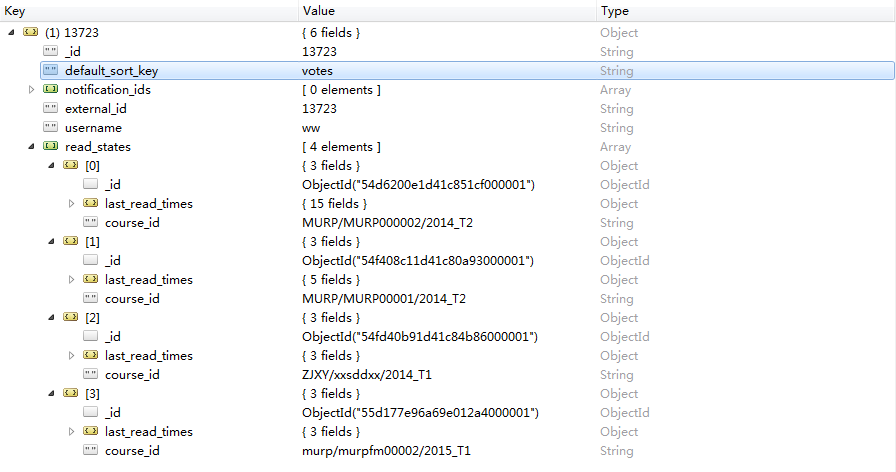 Key Value Type
(1) 13723 { 6 fields } Object
_id 13723 String
default_sort_key votes String
notification_ids [ 0 elements ] Array
external_id 13723 String
username ww String
read_states [ 4 elements ] Array
[0] { 3 fields } Object
_id ObjectId("54d6200e1d41c851cf000001") ObjectId
last_read_times { 15 fields } Object
course_id MURP/MURP000002/2014_T2 String
[1] { 3 fields } Object
_id ObjectId("54f408c11d41c80a93000001") ObjectId
last_read_times { 5 fields } Object
course_id MURP/MURP00001/2014_T2 String
[2] { 3 fields } Object
_id ObjectId("54fd40b91d41c84b86000001") ObjectId
last_read_times { 3 fields } Object
course_id ZJXY/xxsddxx/2014_T1 String
[3] { 3 fields } Object
_id ObjectId("55d177e96a69e012a4000001") ObjectId
last_read_times { 3 fields } Object
course_id murp/murpfm00002/2015_T1 String